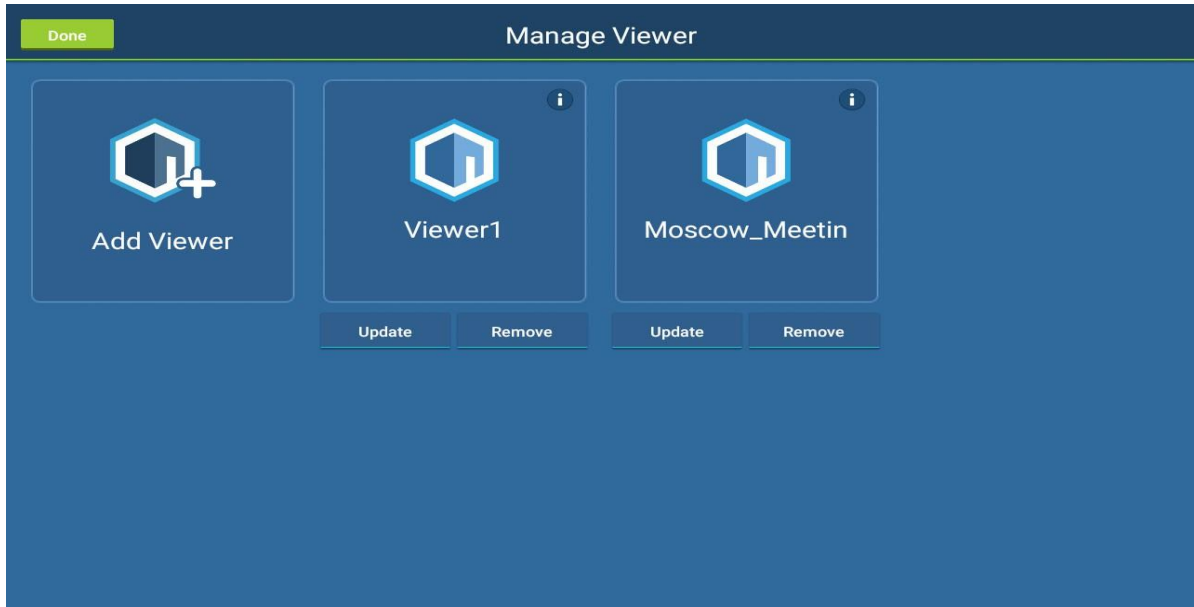 Done
Manage Viewer
Add Viewer
Viewer1
Moscow_Meetin
Update
Remove
Update
Remove